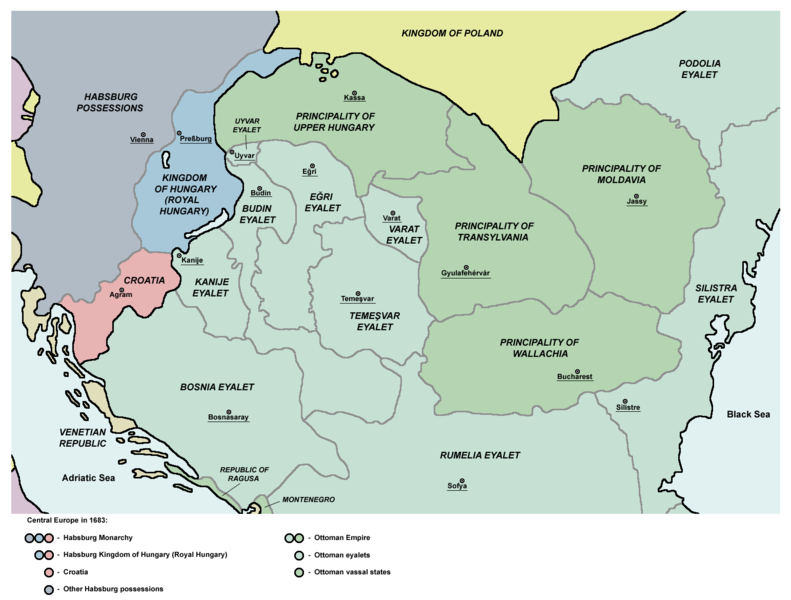 KINGDOM OF POLAND
PODOLIA
EYALET
HABSBURG
POSSESSIONS
Kassa
PRINCIPALITY OF
UPPER HUNGARY
UYVAR
EYALET
Vienna
Preßburg
Uyvar
Eğri
KINGDOM
OF HUNGARY
(ROYAL
HUNGARY)
Budin
BUDIN
EYALET
EĞRI
EYALET
Varat
VARAT
EYALET
PRINCIPALITY OF
MOLDAVIA
Jassy
PRINCIPALITY OF
TRANSYLVANIA
Gyulafehérvár
Kanije
KANIJE
EYALET
CROATIA
Agram
Temeşvar
TEMEŞVAR
EYALET
SILISTRA
EYALET
PRINCIPALITY OF
WALLACHIA
Bucharest
BOSNIA EYALET
Bosnasaray
Silistre
Black Sea
VENETIAN
REPUBLIC
Adriatic Sea
REPUBLIC OF
RAGUSA
MONTENEGRO
RUMELIA EYALET
Sofya
Central Europe in 1683:
- Habsburg Monarchy
- Habsburg Kingdom of Hungary (Royal Hungary)
- Croatia
- Other Habsburg possessions
- Ottoman Empire
- Ottoman eyalets
- Ottoman vassal states